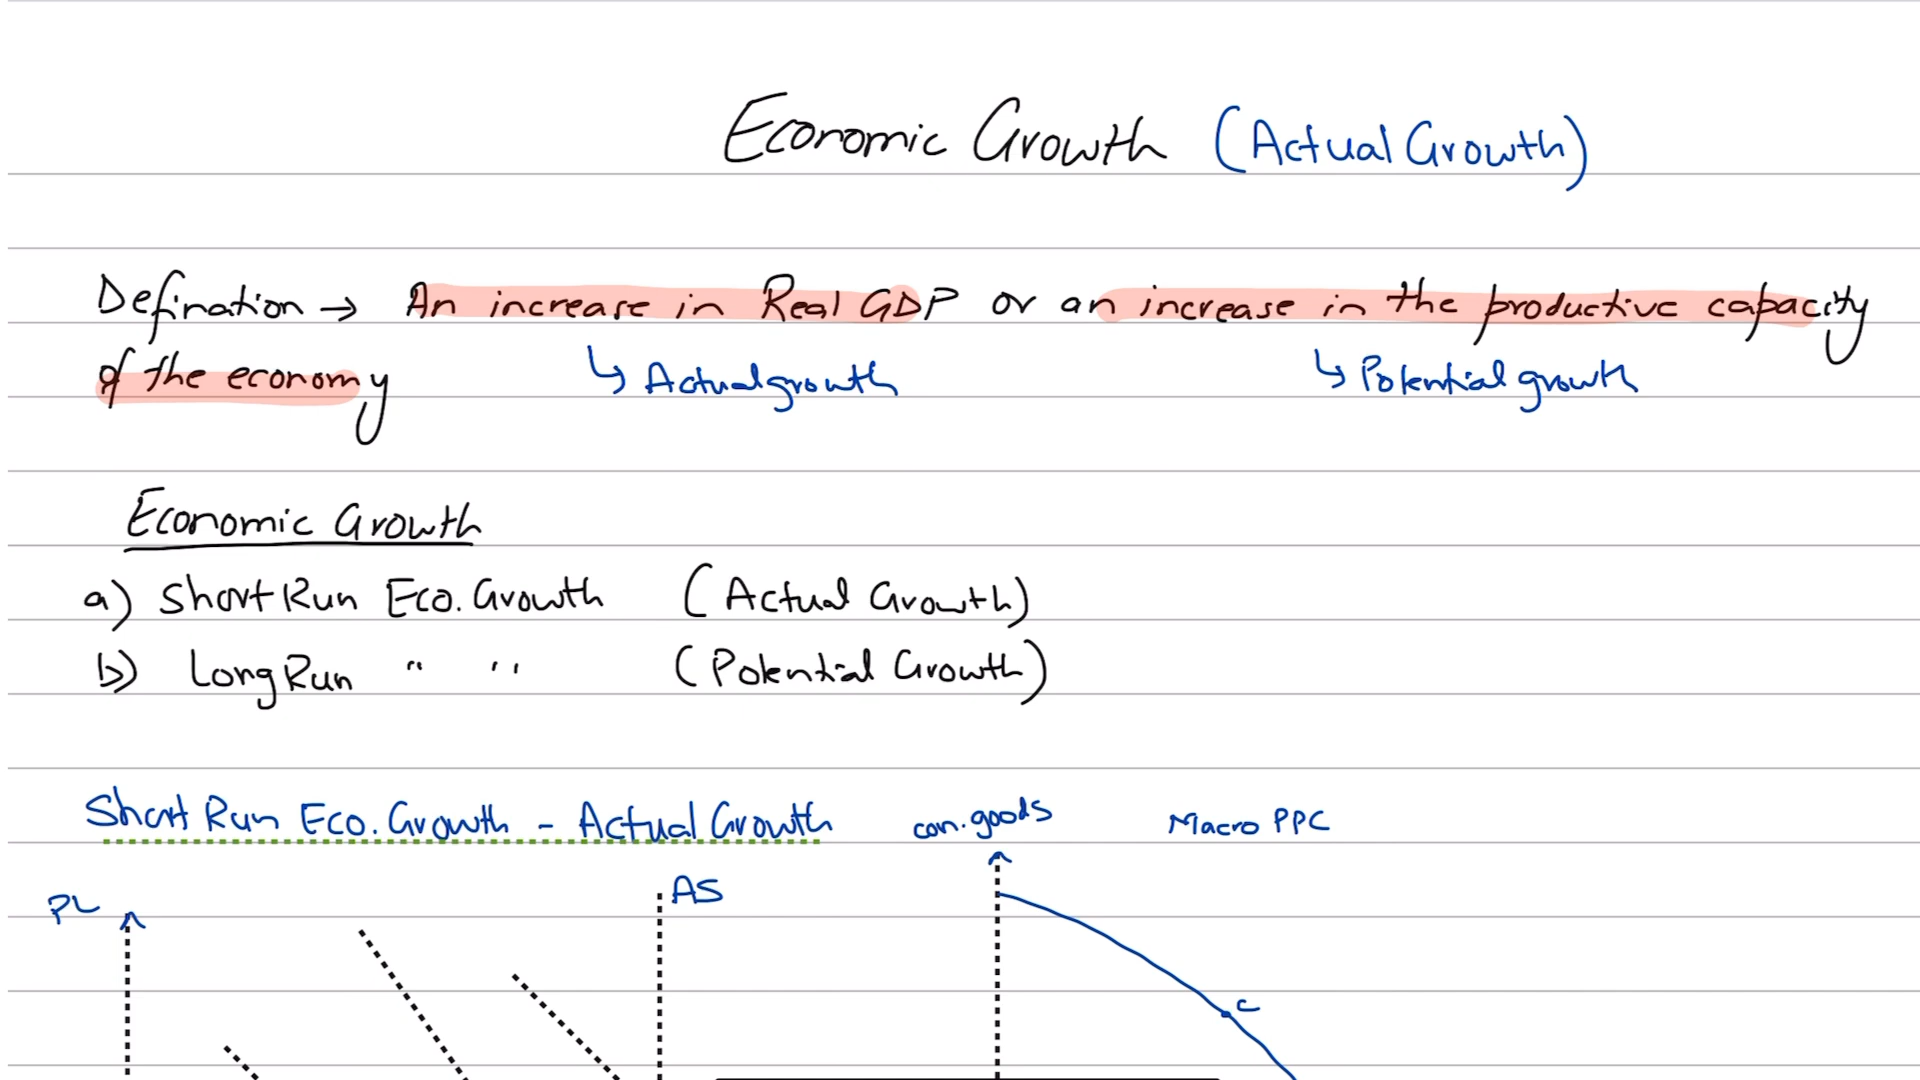 Economic Growth (Actual Growth)
Defination → An increase in Real GDP or an increase in the productive capacity
of the economy
↳ Actual growth
↳ Potential growth
Economic Growth
a) Short Run Eco. Growth (Actual Growth)
b) Long Run " " (Potential Growth)
Short Run Eco. Growth - Actual Growth
con. goods
Macro PPC
PL
AS
C